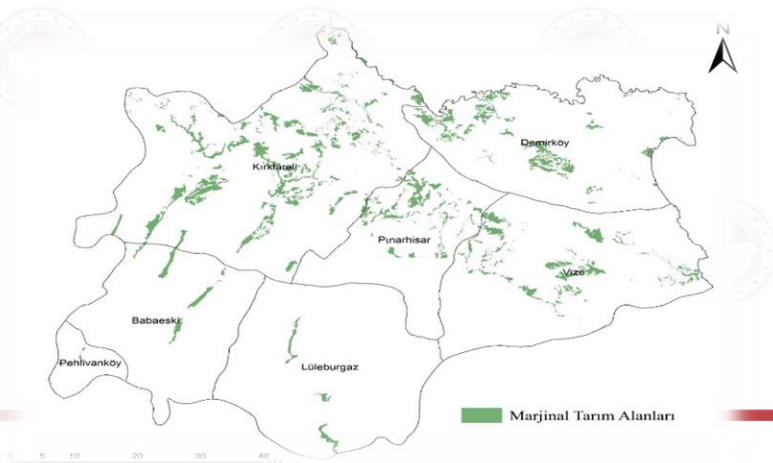 N
Demirköy
Kırklareli
Pınarhisar
Vize
Babaeski
Pehlivanköy
Lüleburgaz
Marjinal Tarım Alanları
0 5 10 20 30 40